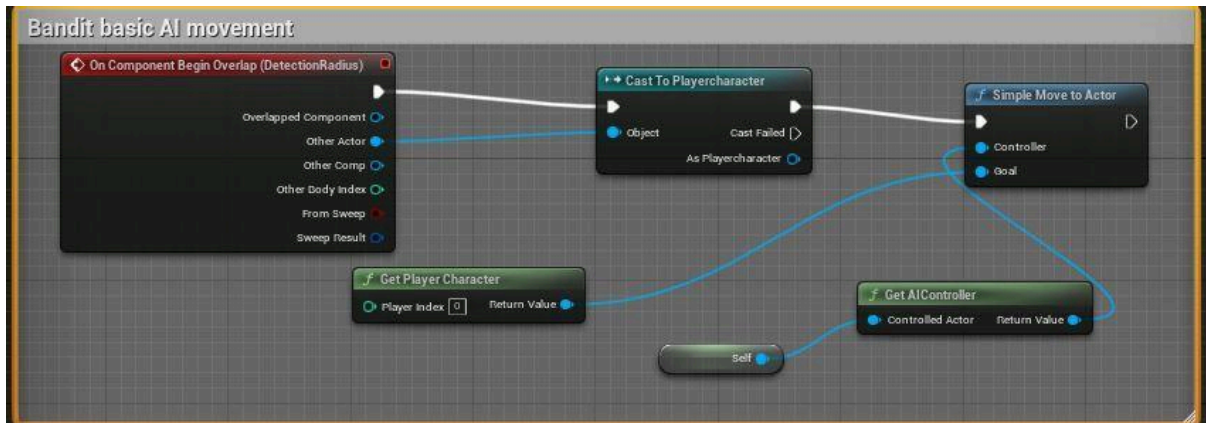 Bandit basic AI movement
On Component Begin Overlap (DetectionRadius)
Overlapped Component
Other Actor
Other Comp
Other Body Index
From Sweep
Sweep Result
Cast To Playercharacter
Object
Cast Failed
As Playercharacter
f Simple Move to Actor
Controller
Goal
f Get Player Character
Player Index 0 Return Value
f Get AIController
Controlled Actor Return Value
Self